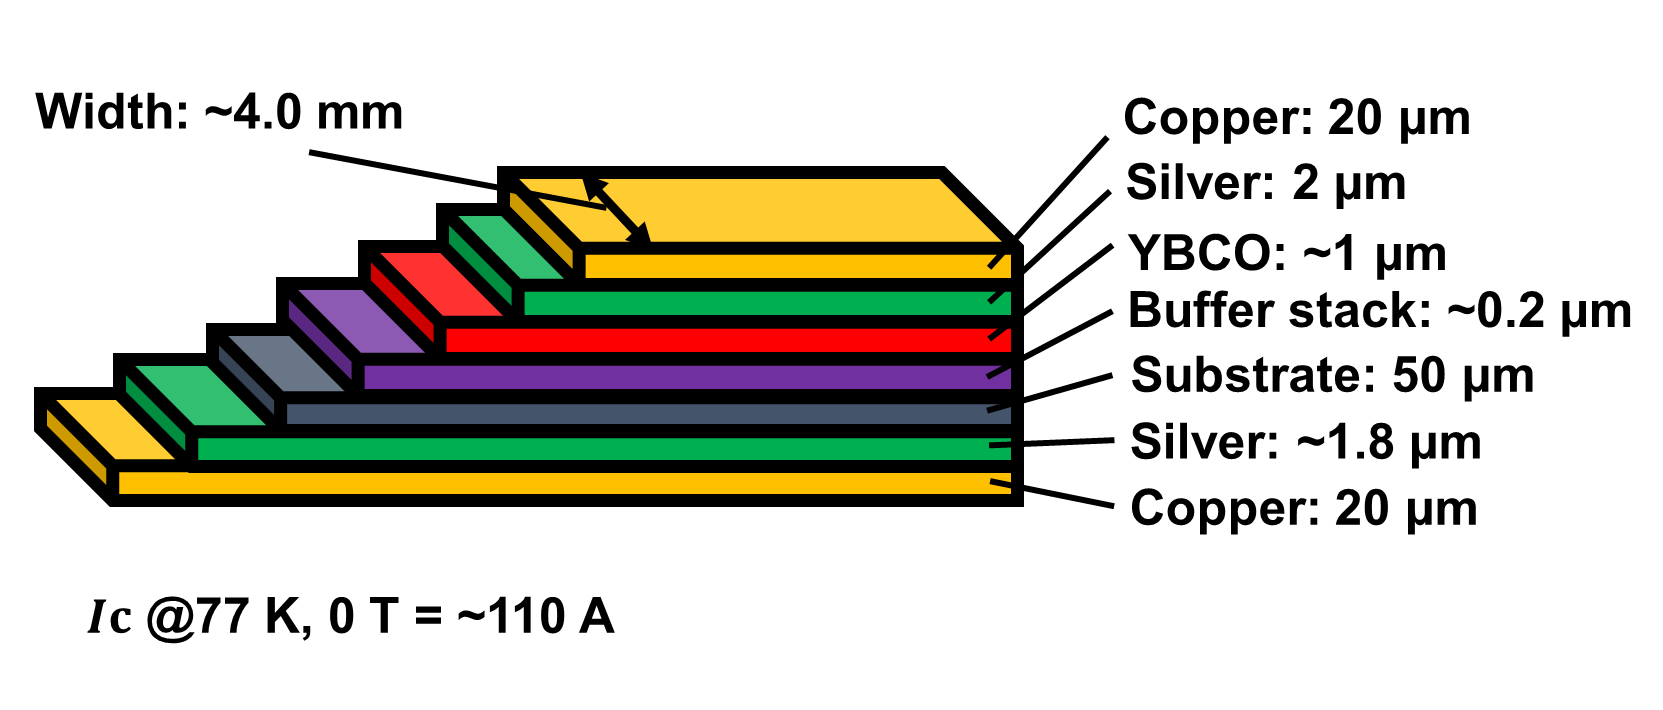 Width: ~4.0 mm
Copper: 20 µm
Silver: 2 µm
YBCO: ~1 µm
Buffer stack: ~0.2 µm
Substrate: 50 µm
Silver: ~1.8 µm
Copper: 20 µm
Ic @77 K, 0 T = ~110 A